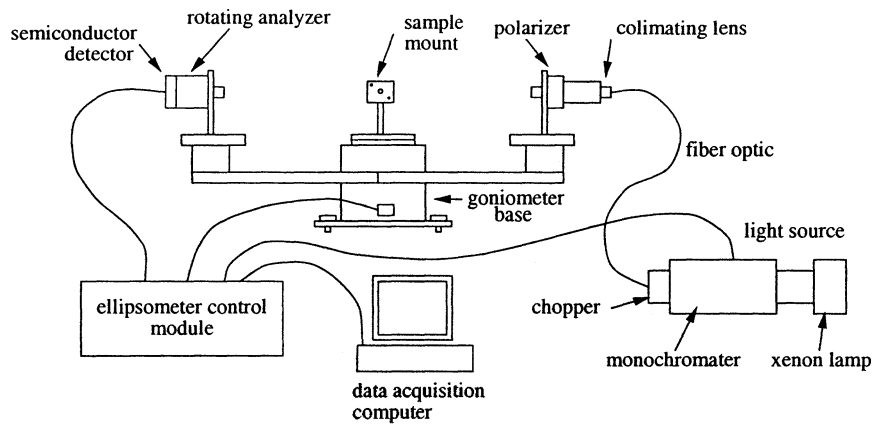 semiconductor
detector
rotating analyzer
sample
mount
polarizer
colimating lens
fiber optic
goniometer
base
light source
ellipsometer control
module
chopper
monochromater
xenon lamp
data acquisition
computer